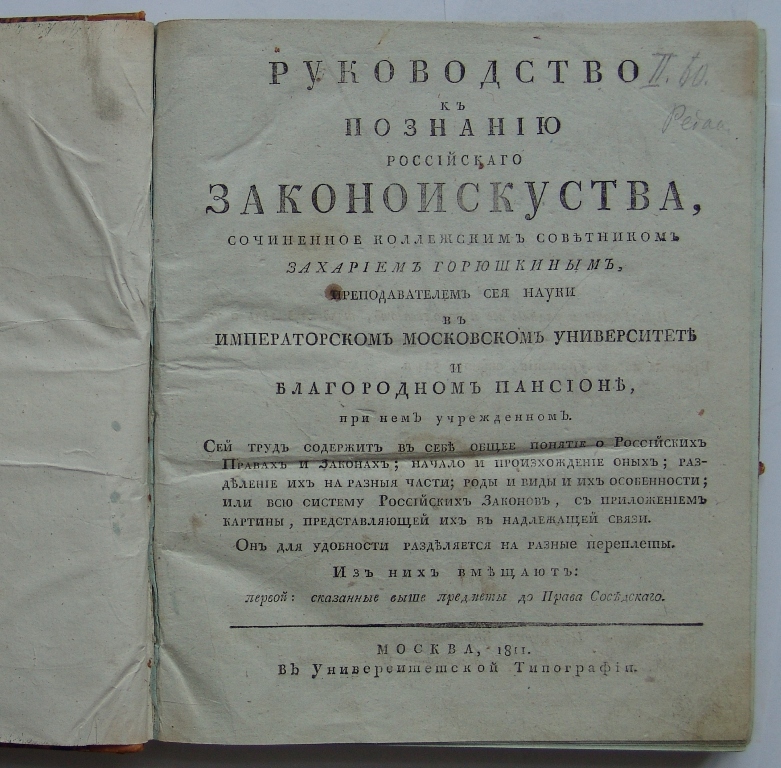 РУКОВОДСТВО
КЪ
ПОЗНАНІЮ
РОССІЙСКАГО
ЗАКОНОИСКУСТВА,
СОЧИНЕННОЕ КОЛЛЕЖСКИМЪ СОВѢТНИКОМЪ
ЗАХАРІЕМЪ ГОРЮШКИНЫМЪ,
ПРЕПОДАВАТЕЛЕМЪ СЕЯ НАУКИ
ВЪ
ИМПЕРАТОРСКОМЪ МОСКОВСКОМЪ УНИВЕРСИТЕТѢ
И
БЛАГОРОДНОМЪ ПАНСІОНѢ,
при немъ учрежденномъ.
Сей трудъ содержитъ въ себѣ общее понятіе о Россійскихъ
Правахъ и Законахъ; начало и произхожденіе оныхъ; раз-
дѣленіе ихъ на разныя части; роды и виды и ихъ особенности;
или всю систему Россійскихъ Законовъ, съ приложеніемъ
картины, представляющей ихъ въ надлежащей связи.
Онъ для удобности раздѣляется на разные переплеты.
Изъ нихъ вмѣщаютъ:
первой: сказанные выше предметы до Права Сосѣдскаго.
МОСКВА, 1811.
Въ Университетской Типографіи.
II. 60.